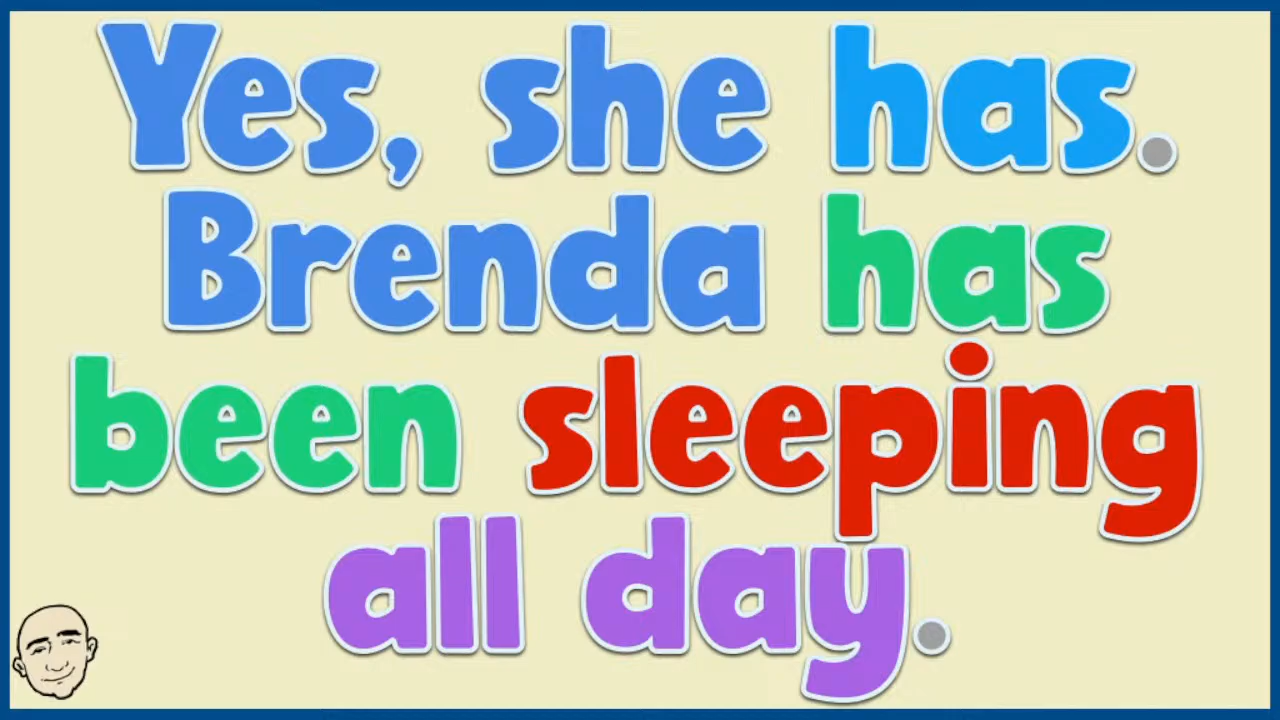 Yes, she has.
Brenda has
been sleeping
all day.